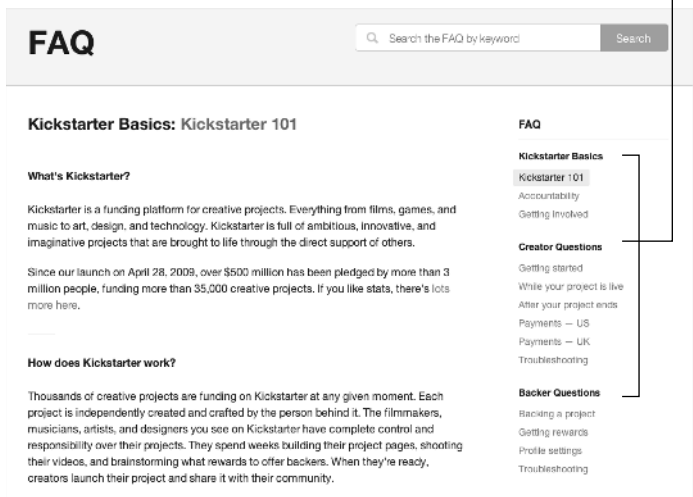 FAQ
Search the FAQ by keyword
Search
Kickstarter Basics: Kickstarter 101
What's Kickstarter?
Kickstarter is a funding platform for creative projects. Everything from films, games, and
music to art, design, and technology. Kickstarter is full of ambitious, innovative, and
imaginative projects that are brought to life through the direct support of others.
Since our launch on April 28, 2009, over $500 million has been pledged by more than 3
million people, funding more than 35,000 creative projects. If you like stats, there's lots
more here.
How does Kickstarter work?
Thousands of creative projects are funding on Kickstarter at any given moment. Each
project is independently created and crafted by the person behind it. The filmmakers,
musicians, artists, and designers you see on Kickstarter have complete control and
responsibility over their projects. They spend weeks building their project pages, shooting
their videos, and brainstorming what rewards to offer backers. When they're ready,
creators launch their project and share it with their community.
FAQ
Kickstarter Basics
Kickstarter 101
Accountability
Getting Involved
Creator Questions
Getting started
While your project is live
After your project ends
Payments — US
Payments — UK
Troubleshooting
Backer Questions
Backing a project
Getting rewards
Profile settings
Troubleshooting